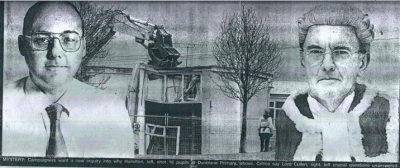 MYSTERY: Campaigners want a new inquiry into why Hamilton, left, shot 16 pupils at Dunblane Primary, above. Critics say Lord Cullen, right, left crucial questions unanswered